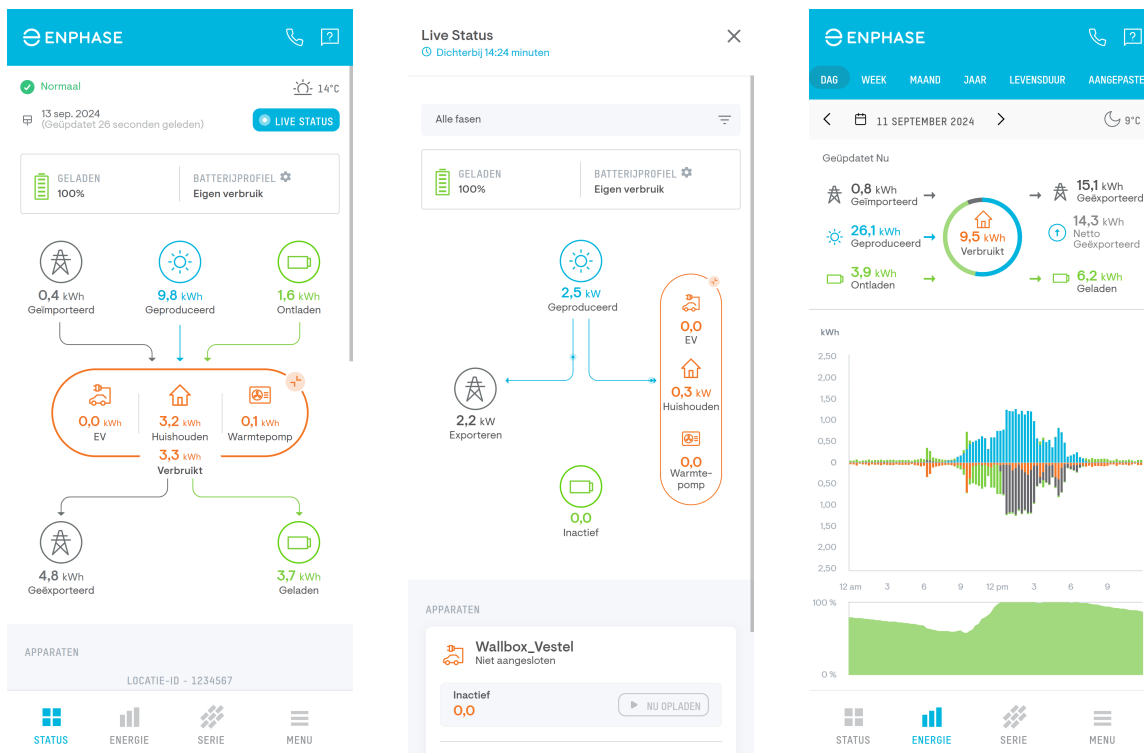 ENPHASE
Normaal
14°C
13 sep. 2024
(Geüpdatet 26 seconden geleden)
LIVE STATUS
GELADEN
100%
BATTERIJPROFIEL
Eigen verbruik
0,4 kWh
Geïmporteerd
9,8 kWh
Geproduceerd
1,6 kWh
Ontladen
0,0 kWh
EV
3,2 kWh
Huishouden
0,1 kWh
Warmtepomp
3,3 kWh
Verbruikt
4,8 kWh
Geëxporteerd
3,7 kWh
Geladen
APPARATEN
LOCATIE-ID - 1234567
STATUS
ENERGIE
SERIE
MENU
Live Status
Dichterbij 14:24 minuten
Alle fasen
GELADEN
100%
BATTERIJPROFIEL
Eigen verbruik
2,5 kW
Geproduceerd
0,0
EV
0,3 kW
Huishouden
0,0
Warmte-
pomp
2,2 kW
Exporteren
0,0
Inactief
APPARATEN
Wallbox_Vestel
Niet aangesloten
Inactief
0,0
NU OPLADEN
ENPHASE
DAG WEEK MAAND JAAR LEVENSDUUR AANGEPASTE
11 SEPTEMBER 2024
9°C
Geüpdatet Nu
0,8 kWh
Geïmporteerd
26,1 kWh
Geproduceerd
3,9 kWh
Ontladen
9,5 kWh
Verbruikt
15,1 kWh
Geëxporteerd
14,3 kWh
Netto
Geëxporteerd
6,2 kWh
Geladen
kWh
2,50
2,00
1,50
1,00
0,50
0
0,50
1,00
1,50
2,00
2,50
12 am 3 6 9 12 pm 3 6 9
100 %
0 %
STATUS
ENERGIE
SERIE
MENU